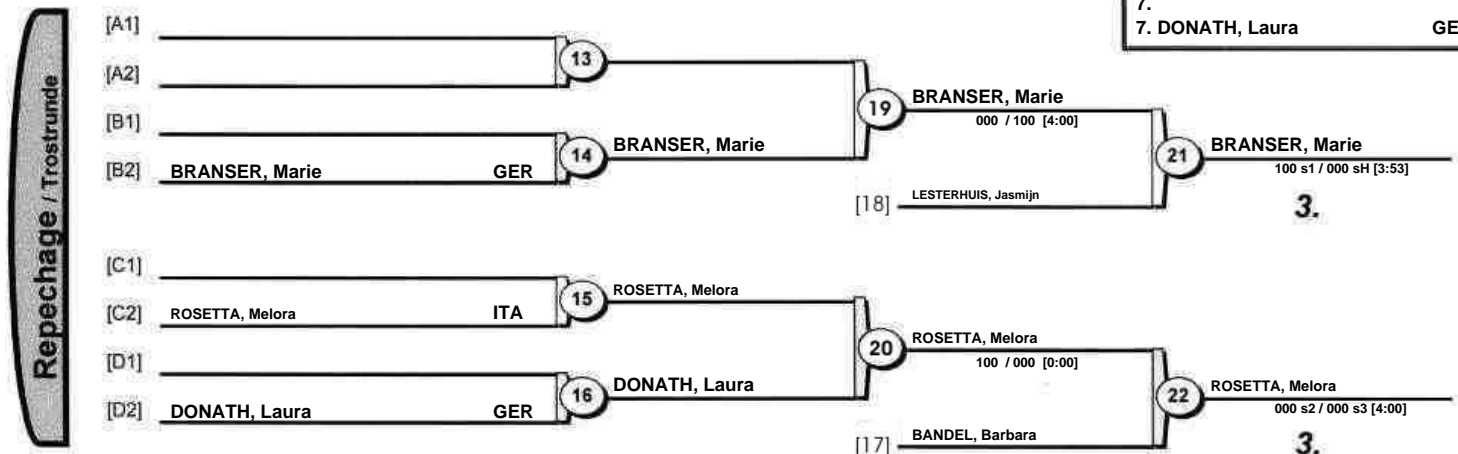 7.
7. DONATH, Laura GE
Repechage / Trostrunde
[A1]
13
[A2]
BRANSER, Marie
19
000 / 100 [4:00]
[B1]
BRANSER, Marie
14
BRANSER, Marie
21
[B2] BRANSER, Marie GER
100 s1 / 000 sH [3:53]
[18] LESTERHUIS, Jasmijn
3.
[C1]
ROSETTA, Melora
15
[C2] ROSETTA, Melora ITA
ROSETTA, Melora
20
100 / 000 [0:00]
[D1]
DONATH, Laura
16
ROSETTA, Melora
22
[D2] DONATH, Laura GER
000 s2 / 000 s3 [4:00]
[17] BANDEL, Barbara
3.